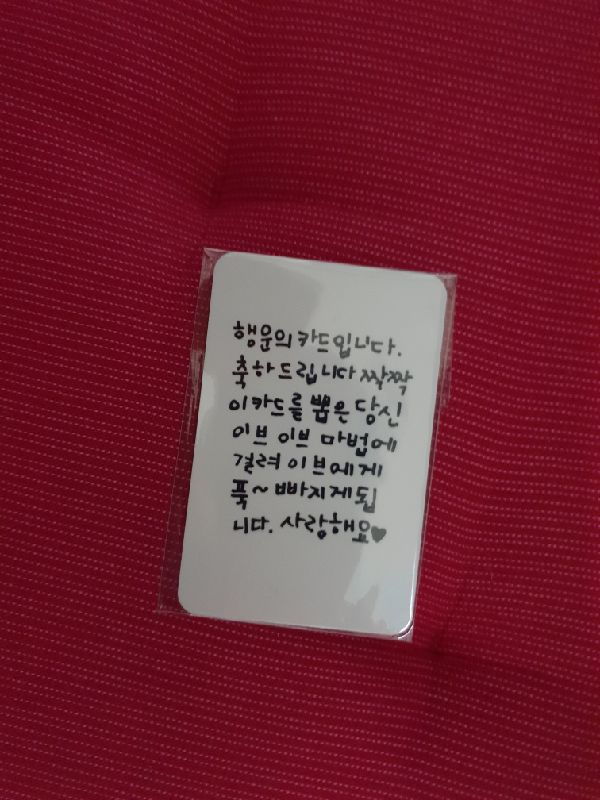 행운의 카드입니다.
축하드립니다 짝짝
이 카드를 뽑은 당신
이브 이브 마법에
걸려 이브에게
푹~ 빠지게 됩
니다. 사랑해요♥